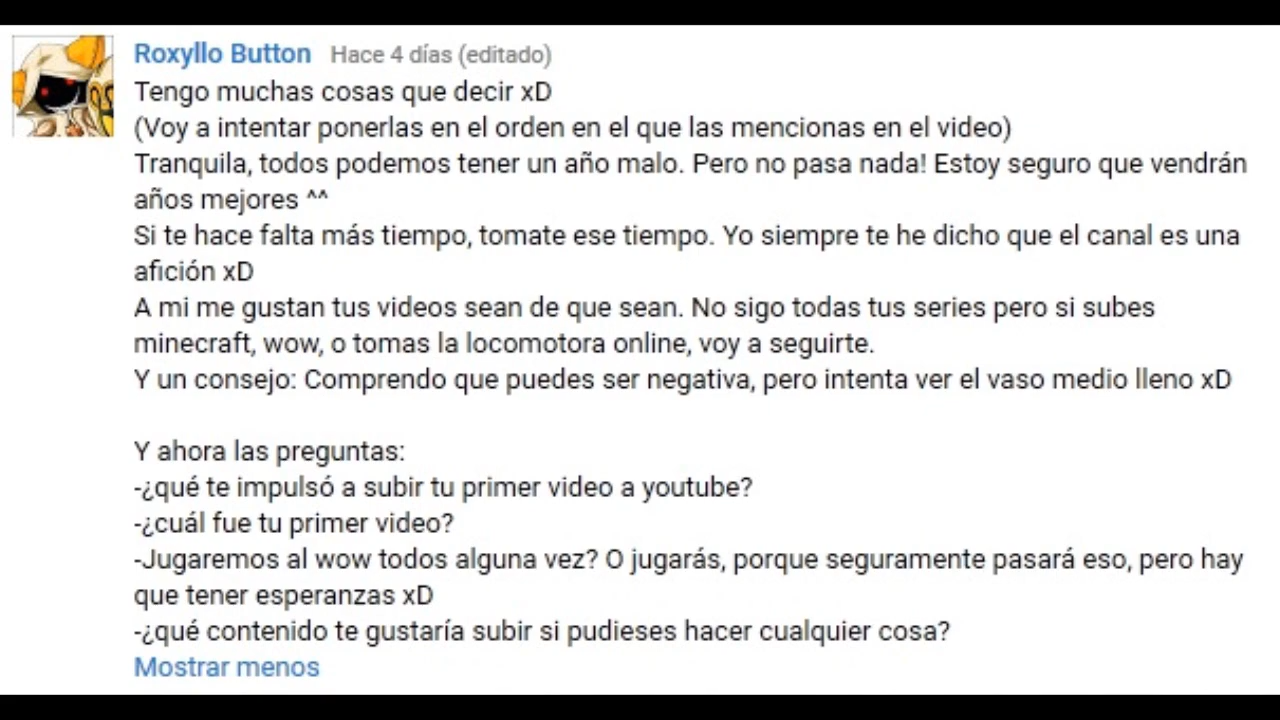 Roxyllo Button Hace 4 días (editado)
Tengo muchas cosas que decir xD
(Voy a intentar ponerlas en el orden en el que las mencionas en el video)
Tranquila, todos podemos tener un año malo. Pero no pasa nada! Estoy seguro que vendrán
años mejores ^^
Si te hace falta más tiempo, tomate ese tiempo. Yo siempre te he dicho que el canal es una
afición xD
A mi me gustan tus videos sean de que sean. No sigo todas tus series pero si subes
minecraft, wow, o tomas la locomotora online, voy a seguirte.
Y un consejo: Comprendo que puedes ser negativa, pero intenta ver el vaso medio lleno xD
Y ahora las preguntas:
-¿qué te impulsó a subir tu primer video a youtube?
-¿cuál fue tu primer video?
-Jugaremos al wow todos alguna vez? O jugarás, porque seguramente pasará eso, pero hay
que tener esperanzas xD
-¿qué contenido te gustaría subir si pudieses hacer cualquier cosa?
Mostrar menos